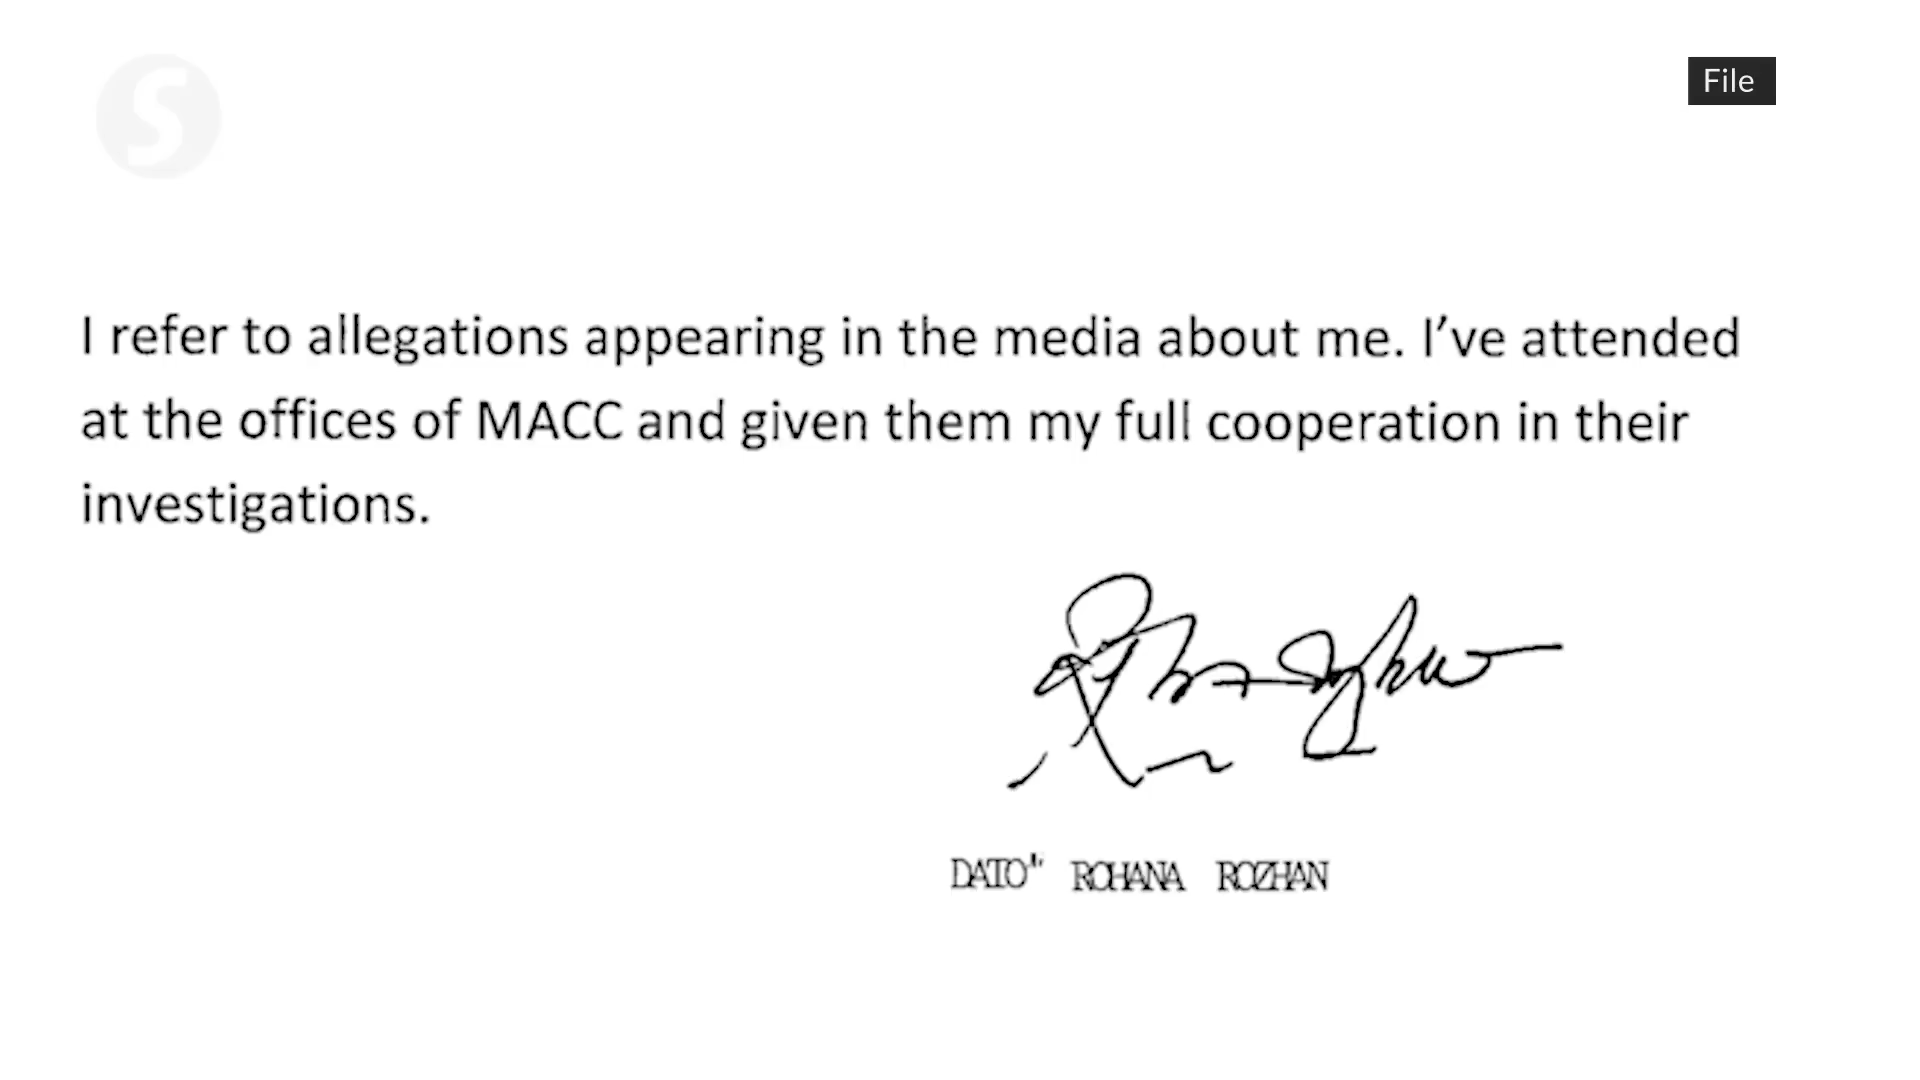 S
File
I refer to allegations appearing in the media about me. I’ve attended
at the offices of MACC and given them my full cooperation in their
investigations.
DATO" ROHANA ROZHAN